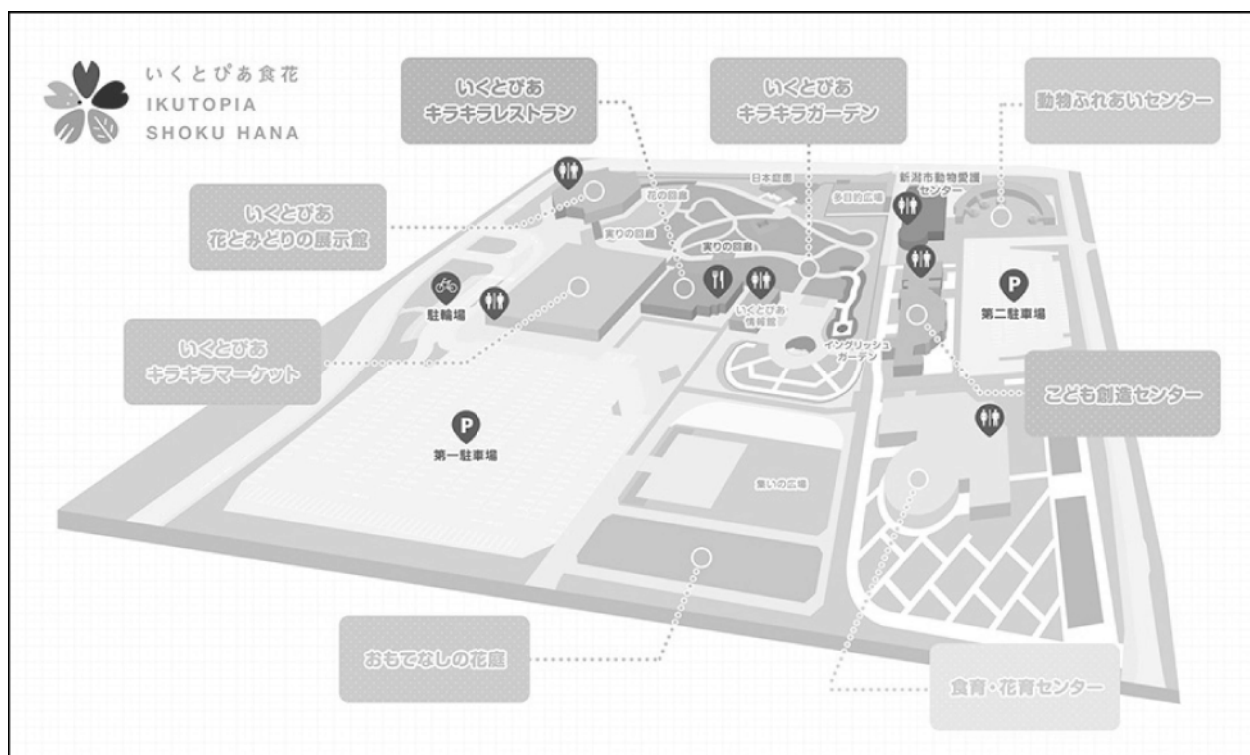 いくとぴあ食花
IKUTOPIA
SHOKU HANA
いくとぴあ
キラキラレストラン
いくとぴあ
キラキラガーデン
動物ふれあいセンター
いくとぴあ
花とみどりの展示館
日本庭園
花の回廊
多目的広場
新潟市動物愛護
センター
実りの回廊
実りの回廊
駐輪場
いくとぴあ
情報館
P
第二駐車場
イングリッシュ
ガーデン
いくとぴあ
キラキラマーケット
こども創造センター
P
第一駐車場
集いの広場
おもてなしの花庭
食育・花育センター